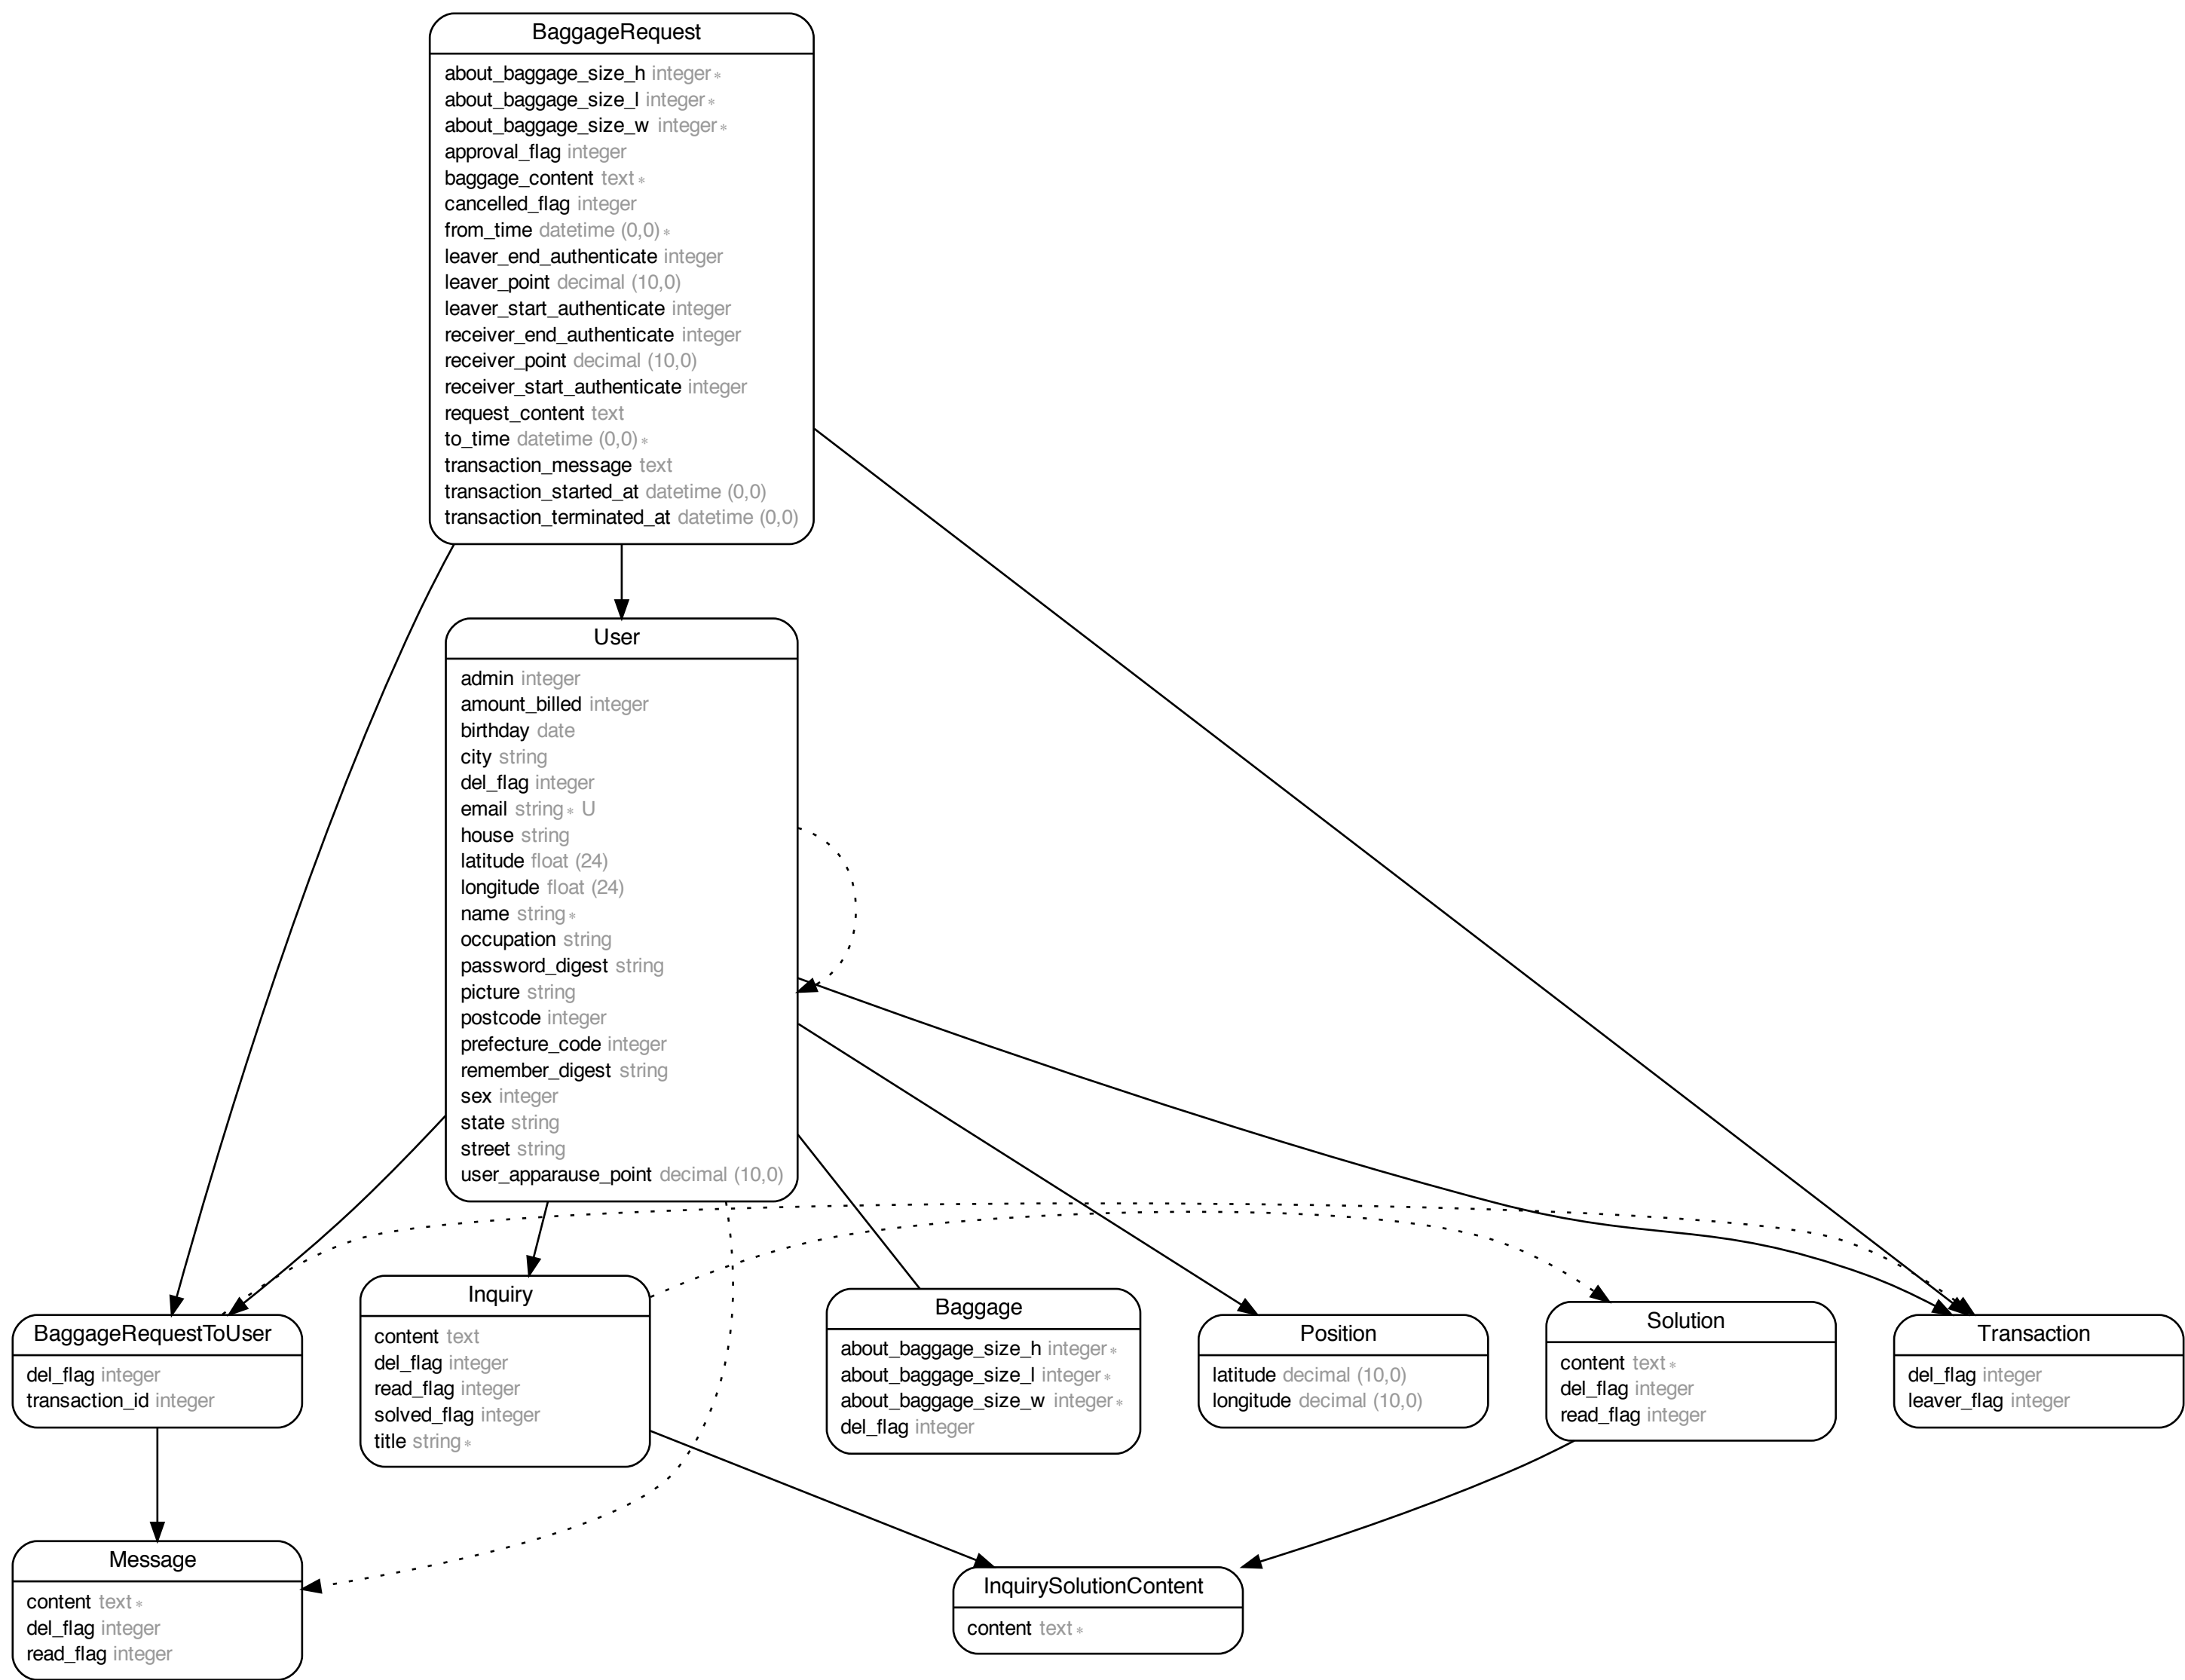 BaggageRequest
about_baggage_size_h integer *
about_baggage_size_l integer *
about_baggage_size_w integer *
approval_flag integer
baggage_content text *
cancelled_flag integer
from_time datetime (0,0) *
leaver_end_authenticate integer
leaver_point decimal (10,0)
leaver_start_authenticate integer
receiver_end_authenticate integer
receiver_point decimal (10,0)
receiver_start_authenticate integer
request_content text
to_time datetime (0,0) *
transaction_message text
transaction_started_at datetime (0,0)
transaction_terminated_at datetime (0,0)
User
admin integer
amount_billed integer
birthday date
city string
del_flag integer
email string * U
house string
latitude float (24)
longitude float (24)
name string *
occupation string
password_digest string
picture string
postcode integer
prefecture_code integer
remember_digest string
sex integer
state string
street string
user_apparause_point decimal (10,0)
BaggageRequestToUser
del_flag integer
transaction_id integer
Inquiry
content text
del_flag integer
read_flag integer
solved_flag integer
title string *
Baggage
about_baggage_size_h integer *
about_baggage_size_l integer *
about_baggage_size_w integer *
del_flag integer
Position
latitude decimal (10,0)
longitude decimal (10,0)
Solution
content text *
del_flag integer
read_flag integer
Transaction
del_flag integer
leaver_flag integer
Message
content text *
del_flag integer
read_flag integer
InquirySolutionContent
content text *